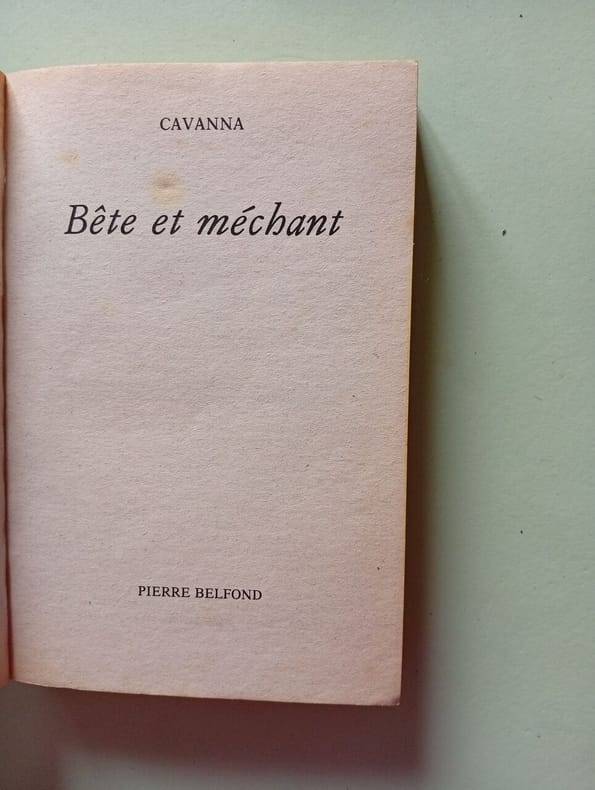 CAVANNA
Bête et méchant
PIERRE BELFOND